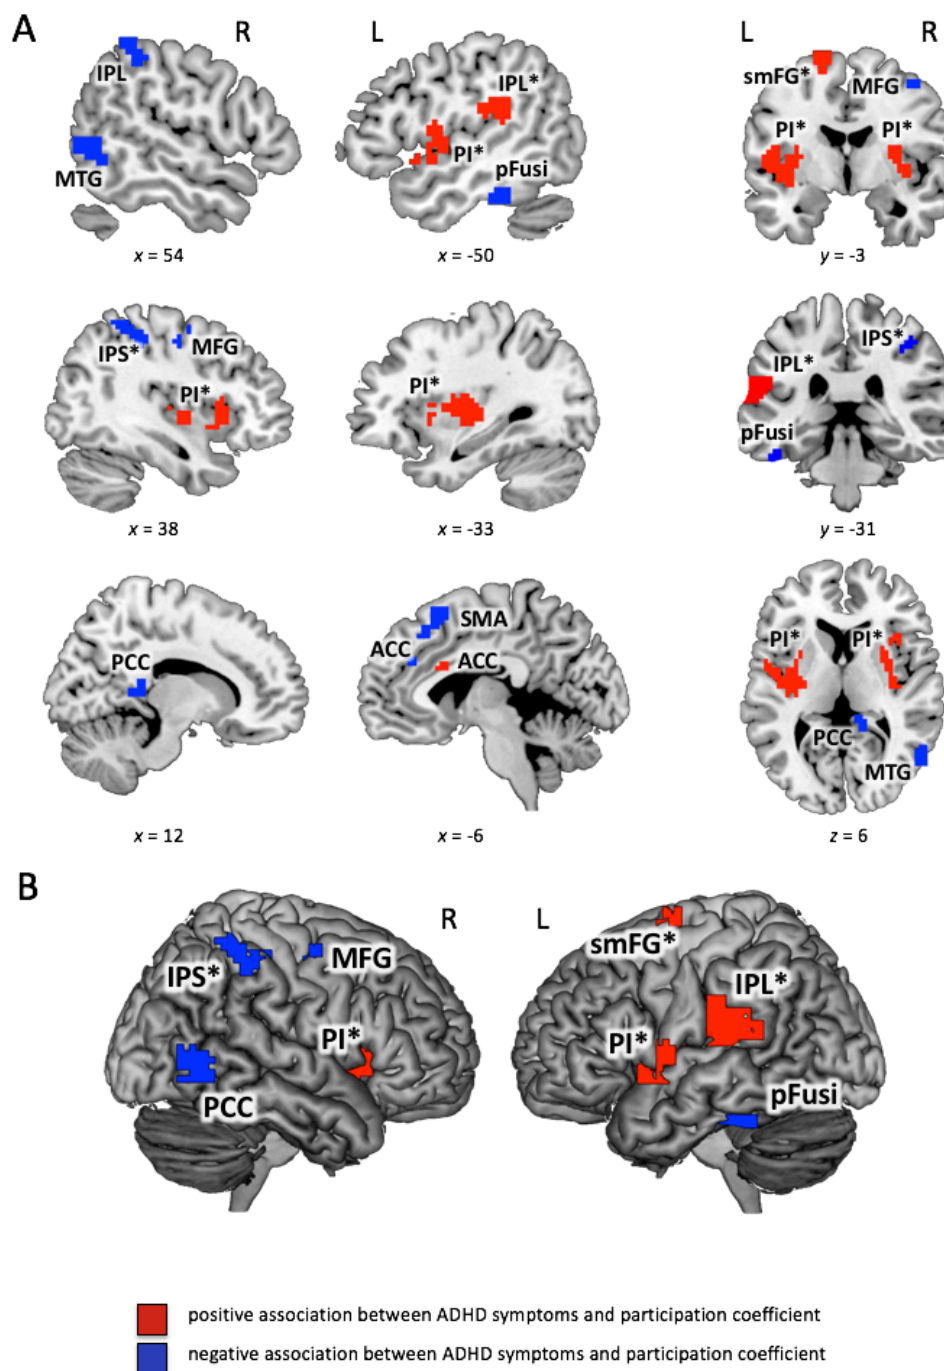 A
R
L
L
R
IPL
IPL*
smFG*
MFG
PI*
PI*
PI*
MTG
pFusi
x = 54
x = -50
y = -3
IPS*
MFG
IPS*
IPL*
PI*
PI*
pFusi
x = 38
x = -33
y = -31
SMA
PI*
PI*
ACC
ACC
PCC
PCC
MTG
x = 12
x = -6
z = 6
B
R
L
smFG*
MFG
IPS*
IPL*
PI*
PI*
pFusi
PCC
positive association between ADHD symptoms and participation coefficient
negative association between ADHD symptoms and participation coefficient